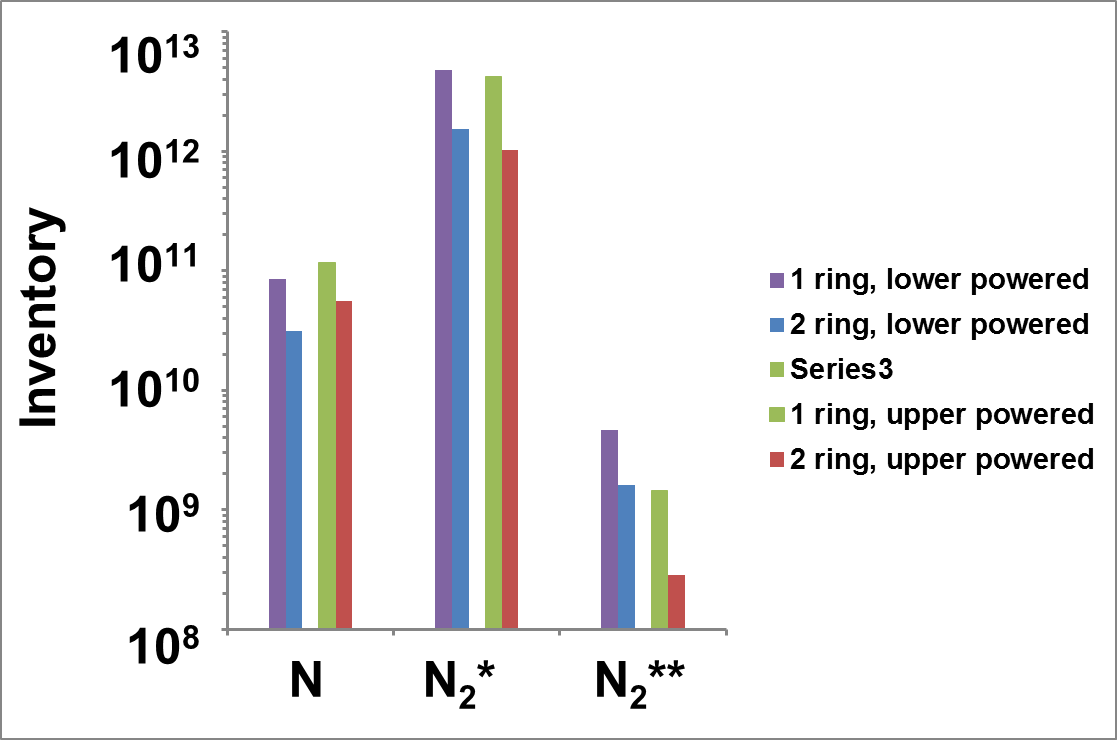 10¹³
10¹²
10¹¹
10¹⁰
10⁹
10⁸
Inventory
N
N₂*
N₂**
1 ring, lower powered
2 ring, lower powered
Series3
1 ring, upper powered
2 ring, upper powered